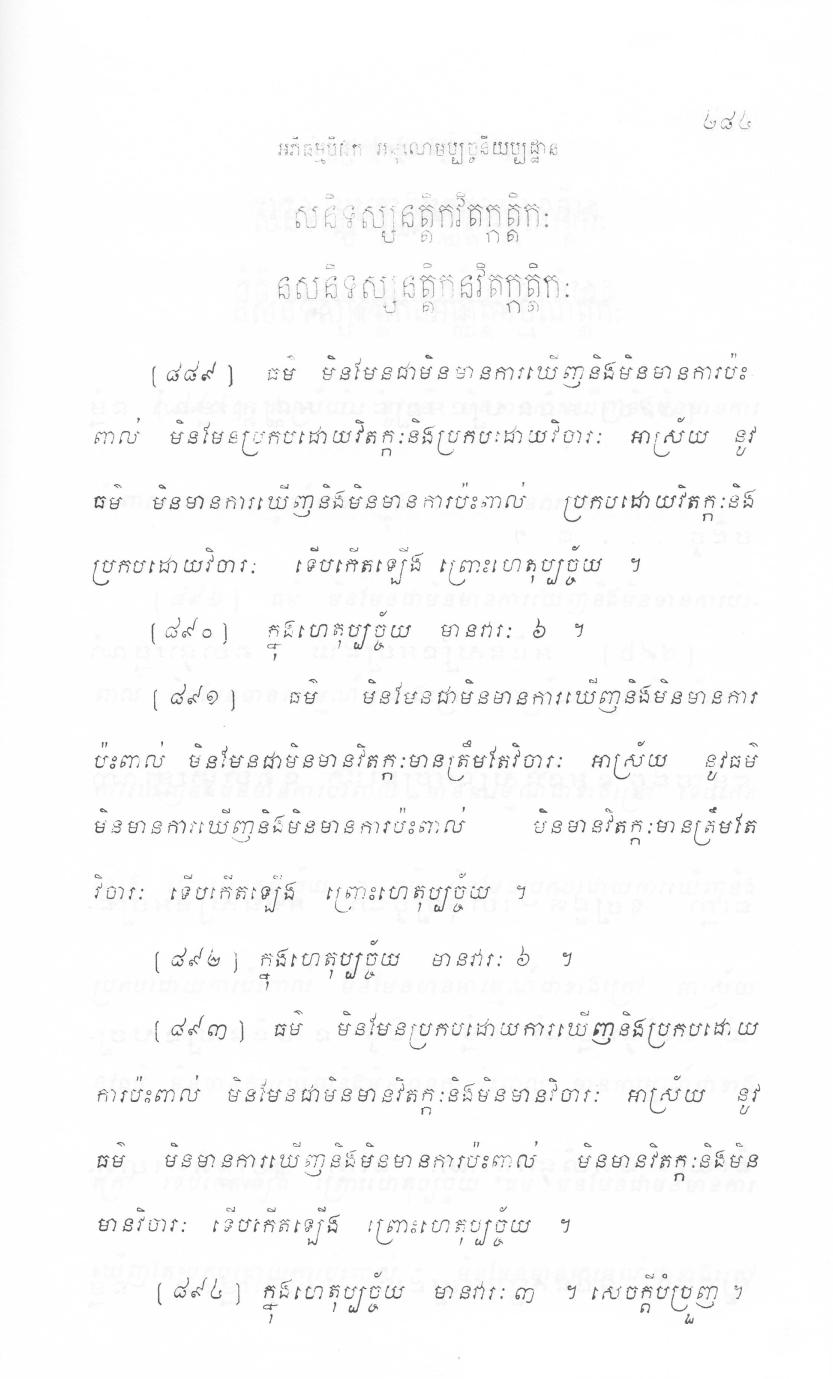 ២៨៤
អភិធម្មបិដក អនុលោមប្បច្ចនីយប្បដ្ឋាន
សនិទស្សនត្តិកវិតក្កត្តិកៈ
នសនិទស្សនត្តិកនវិតក្កត្តិកៈ
[៨៨៩] ធម៌ មិនមែនជាមិនមានការឃើញនិងមិនមានការប៉ះ
ពាល់ មិនមែនប្រកបដោយវិតក្កៈនិងប្រកបដោយវិចារៈ អាស្រ័យ នូវ
ធម៌ មិនមានការឃើញនិងមិនមានការប៉ះពាល់ ប្រកបដោយវិតក្កៈនិង
ប្រកបដោយវិចារៈ ទើបកើតឡើង ព្រោះហេតុប្បច្ច័យ ។
[៨៩០] ក្នុងហេតុប្បច្ច័យ មានវារៈ ៦ ។
[៨៩១] ធម៌ មិនមែនជាមិនមានការឃើញនិងមិនមានការ
ប៉ះពាល់ មិនមែនជាមិនមានវិតក្កៈមានត្រឹមតែវិចារៈ អាស្រ័យ នូវធម៌
មិនមានការឃើញនិងមិនមានការប៉ះពាល់ មិនមានវិតក្កៈមានត្រឹមតែ
វិចារៈ ទើបកើតឡើង ព្រោះហេតុប្បច្ច័យ ។
[៨៩២] ក្នុងហេតុប្បច្ច័យ មានវារៈ ៦ ។
[៨៩៣] ធម៌ មិនមែនប្រកបដោយការឃើញនិងប្រកបដោយ
ការប៉ះពាល់ មិនមែនជាមិនមានវិតក្កៈនិងមិនមានវិចារៈ អាស្រ័យ នូវ
ធម៌ មិនមានការឃើញនិងមិនមានការប៉ះពាល់ មិនមានវិតក្កៈនិងមិន
មានវិចារៈ ទើបកើតឡើង ព្រោះហេតុប្បច្ច័យ ។
[៨៩៤] ក្នុងហេតុប្បច្ច័យ មានវារៈ ៣ ។ សេចក្តីបំប្រួញ ។